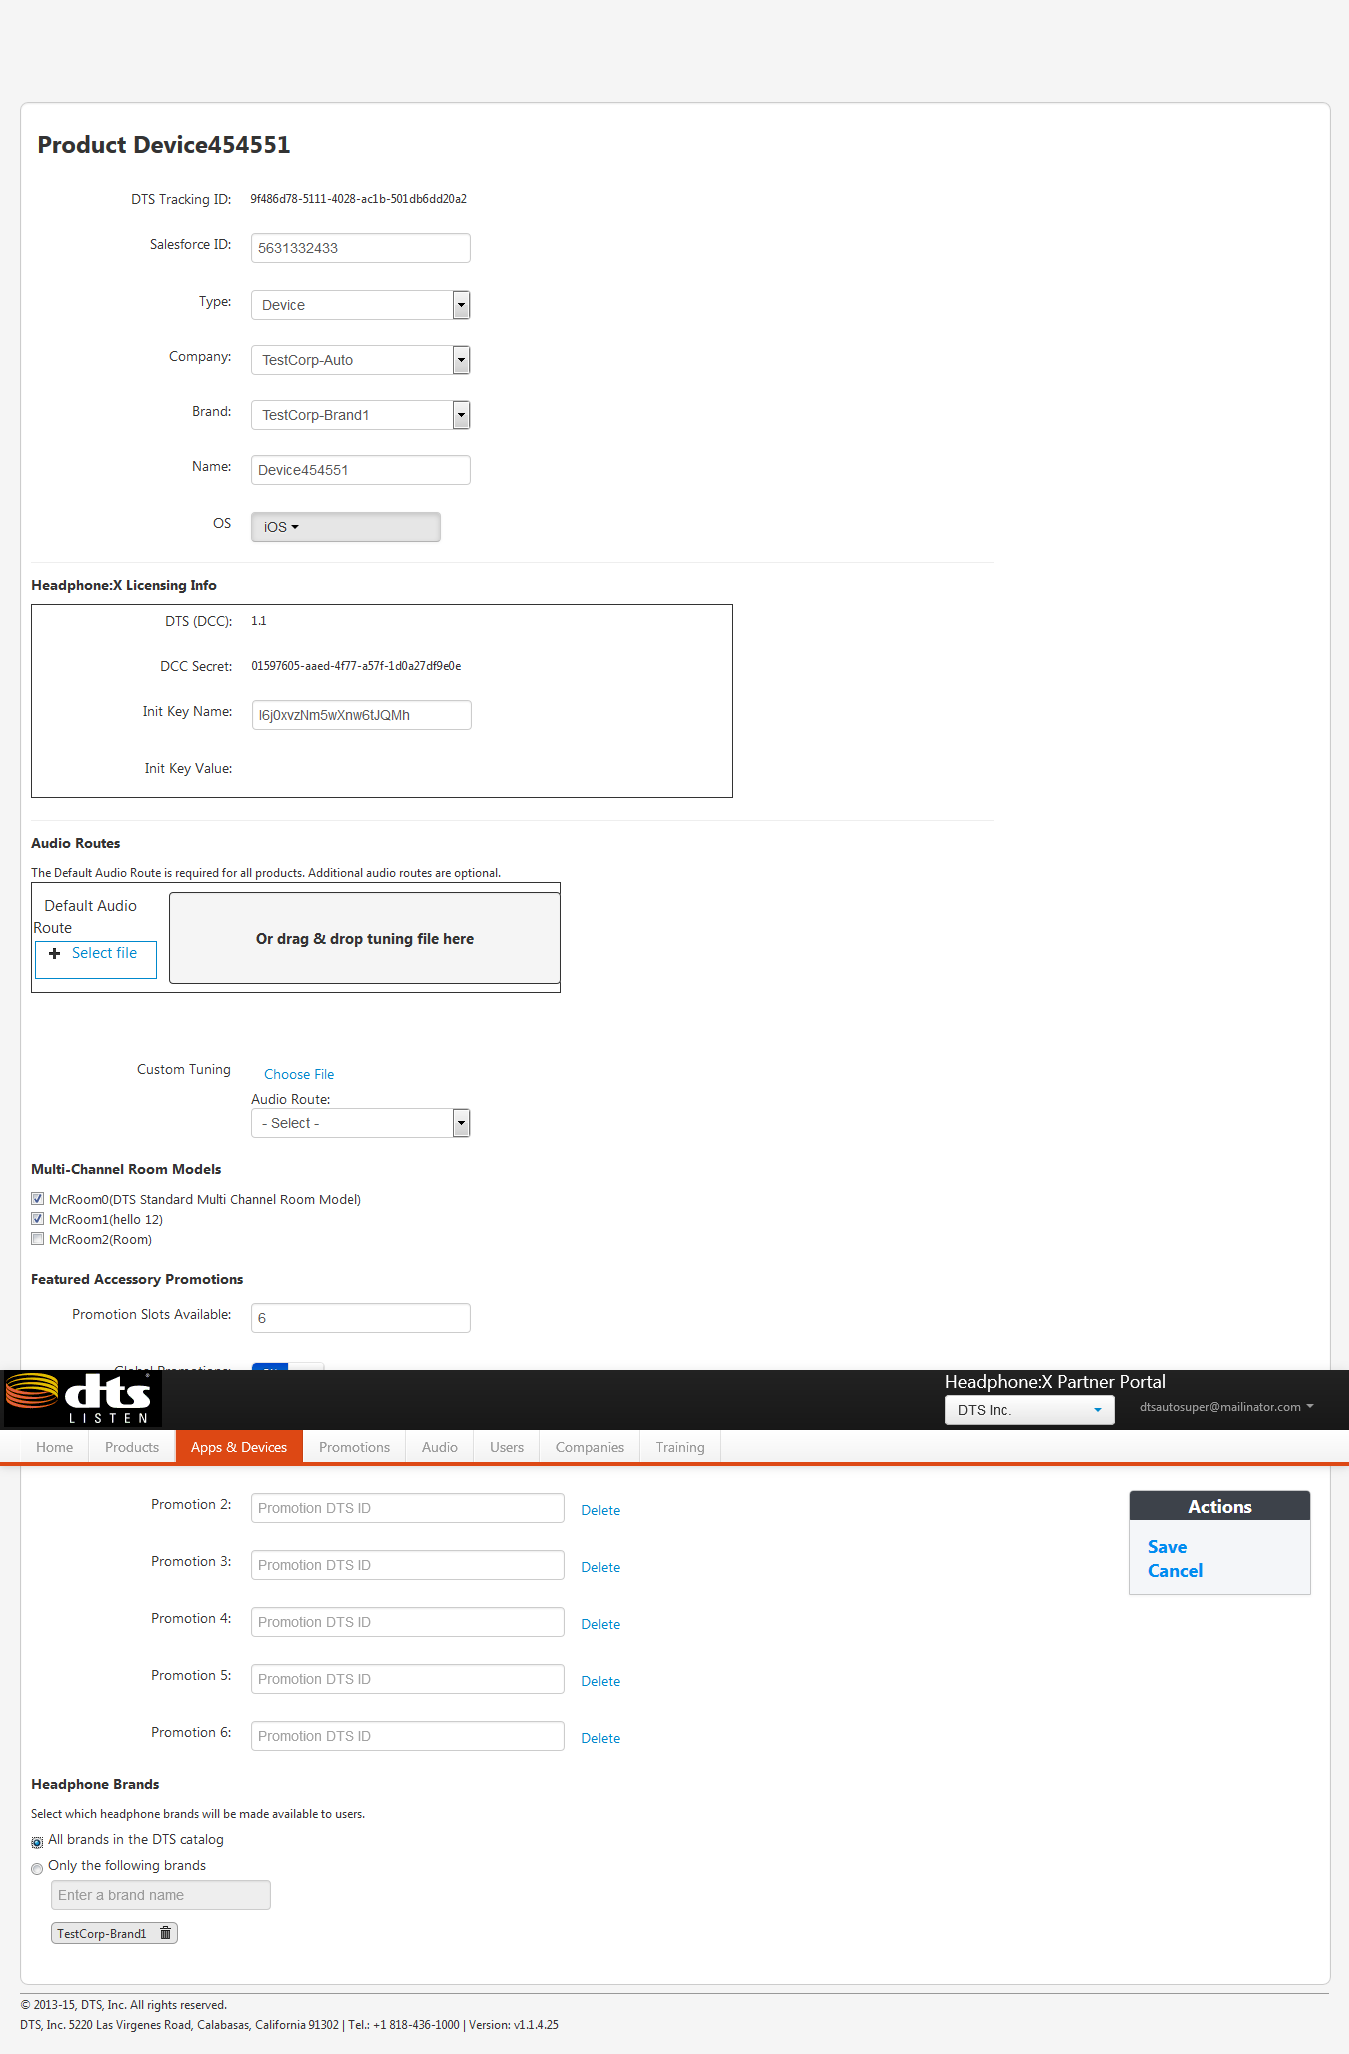 Product Device454551
DTS Tracking ID: 9f486d78-5111-4028-ac1b-501db6dd20a2
Salesforce ID: 5631332433
Type: Device
Company: TestCorp-Auto
Brand: TestCorp-Brand1
Name: Device454551
OS iOS
Headphone:X Licensing Info
DTS (DCC): 1.1
DCC Secret: 01597605-aaed-4f77-a57f-1d0a27df9e0e
Init Key Name: l6j0xvzNm5wXnw6tJQMh
Init Key Value:
Audio Routes
The Default Audio Route is required for all products. Additional audio routes are optional.
Default Audio
Route
Select file
Or drag & drop tuning file here
Custom Tuning Choose File
Audio Route:
- Select -
Multi-Channel Room Models
McRoom0(DTS Standard Multi Channel Room Model)
McRoom1(hello 12)
McRoom2(Room)
Featured Accessory Promotions
Promotion Slots Available: 6
Global Promotions:
dts
LISTEN
Headphone:X Partner Portal
DTS Inc. dtsautosuper@mailinator.com
Home Products Apps & Devices Promotions Audio Users Companies Training
Promotion 2: Promotion DTS ID Delete
Actions
Save
Cancel
Promotion 3: Promotion DTS ID Delete
Promotion 4: Promotion DTS ID Delete
Promotion 5: Promotion DTS ID Delete
Promotion 6: Promotion DTS ID Delete
Headphone Brands
Select which headphone brands will be made available to users.
All brands in the DTS catalog
Only the following brands
Enter a brand name
TestCorp-Brand1
© 2013-15, DTS, Inc. All rights reserved.
DTS, Inc. 5220 Las Virgenes Road, Calabasas, California 91302 | Tel.: +1 818-436-1000 | Version: v1.1.4.25